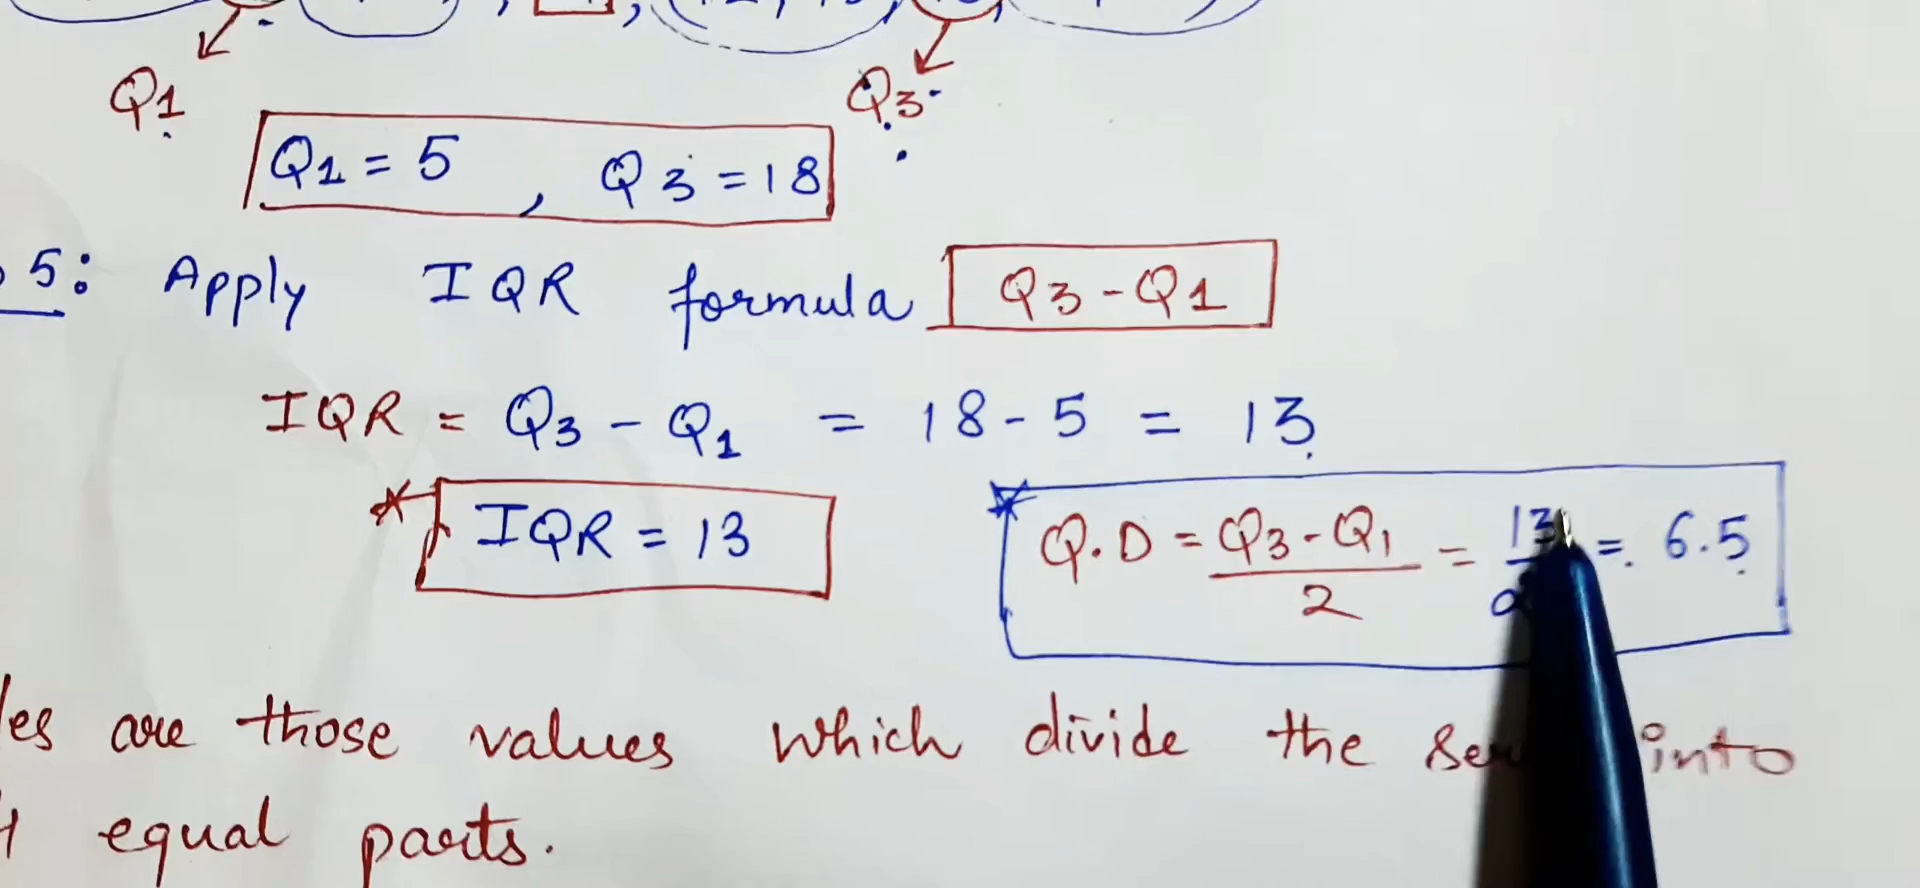 Q1 Q3
Q1 = 5 , Q3 = 18
5: Apply IQR formula Q3 - Q1
IQR = Q3 - Q1 = 18 - 5 = 13
IQR = 13
Q.D = Q3 - Q1 / 2 = 13 / = 6.5
are those values which divide the into
equal parts.